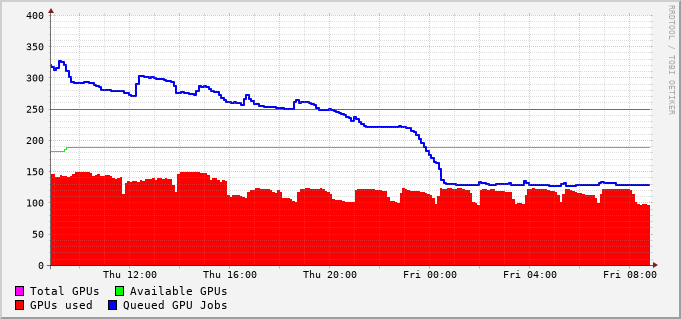 400
350
300
250
200
150
100
50
0
Thu 12:00 Thu 16:00 Thu 20:00 Fri 00:00 Fri 04:00 Fri 08:00
Total GPUs Available GPUs
GPUs used Queued GPU Jobs
RRDTOOL / TOBI OETIKER